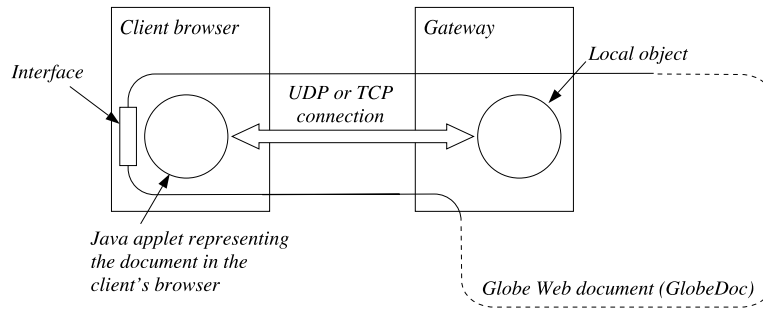 Client browser
Gateway
Local object
Interface
UDP or TCP
connection
Java applet representing
the document in the
client's browser
Globe Web document (GlobeDoc)